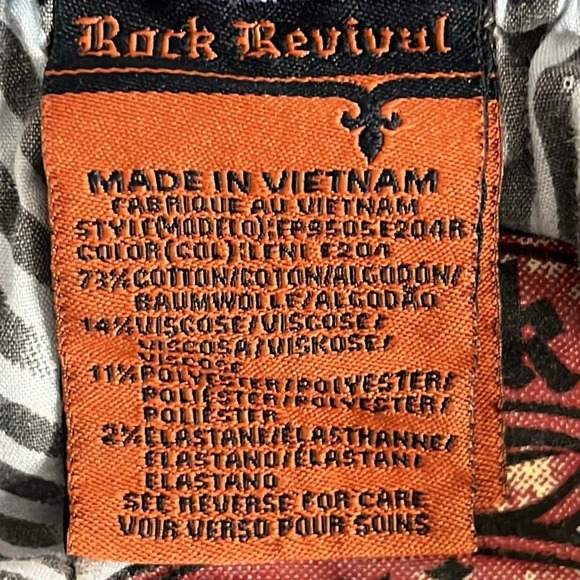 Rock Revival
MADE IN VIETNAM
FABRIQUE AU VIETNAM
STYLE(MODELO):EP9505E204R
COLOR(COL):LENI E204
73%COTTON/COTON/ALGODÓN/
BAUMWOLLE/ALGODÃO
14%VISCOSE/VISCOSE/
VISCOSA/VISKOSE/
VISCOSE
11%POLYESTER/POLYESTER/
POLIÉSTER/POLYESTER/
POLIÉSTER
2%ELASTANE/ÉLASTHANNE/
ELASTANO/ÉLASTAN/
ELASTANO
SEE REVERSE FOR CARE
VOIR VERSO POUR SOINS